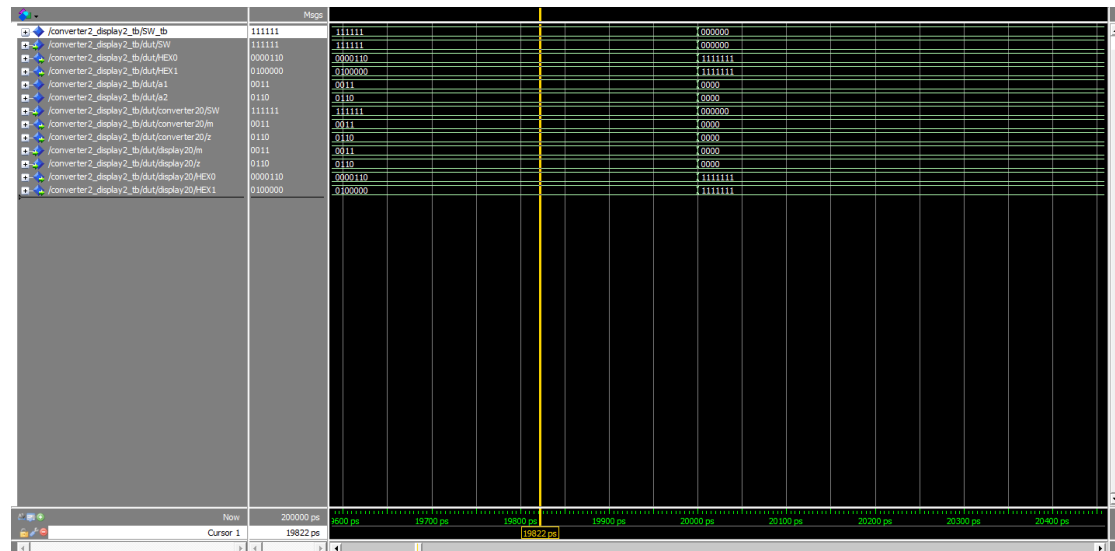 Msgs
/converter2_display2_tb/SW_tb 111111 111111 000000
/converter2_display2_tb/dut/SW 111111 111111 000000
/converter2_display2_tb/dut/HEX0 0000110 0000110 1111111
/converter2_display2_tb/dut/HEX1 0100000 0100000 1111111
/converter2_display2_tb/dut/a1 0011 0011 0000
/converter2_display2_tb/dut/a2 0110 0110 0000
/converter2_display2_tb/dut/converter20/SW 111111 111111 000000
/converter2_display2_tb/dut/converter20/m 0011 0011 0000
/converter2_display2_tb/dut/converter20/z 0110 0110 0000
/converter2_display2_tb/dut/display20/m 0011 0011 0000
/converter2_display2_tb/dut/display20/z 0110 0110 0000
/converter2_display2_tb/dut/display20/HEX0 0000110 0000110 1111111
/converter2_display2_tb/dut/display20/HEX1 0100000 0100000 1111111
Now 200000 ps 9600 ps 19700 ps 19800 ps 19900 ps 20000 ps 20100 ps 20200 ps 20300 ps 20400 ps
Cursor 1 19822 ps 19822 ps